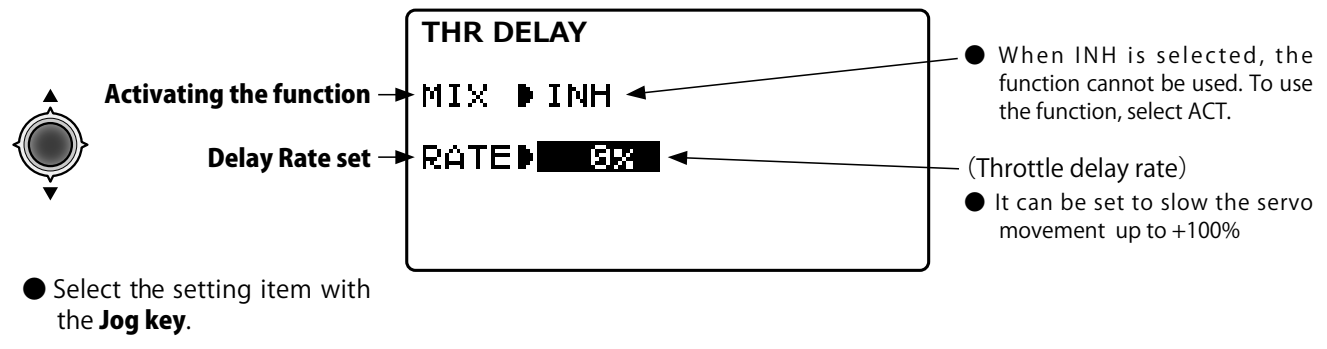 THR DELAY
Activating the function
MIX INH
Delay Rate set
RATE 0%
● When INH is selected, the
function cannot be used. To use
the function, select ACT.
(Throttle delay rate)
● It can be set to slow the servo
movement up to +100%
● Select the setting item with
the Jog key.